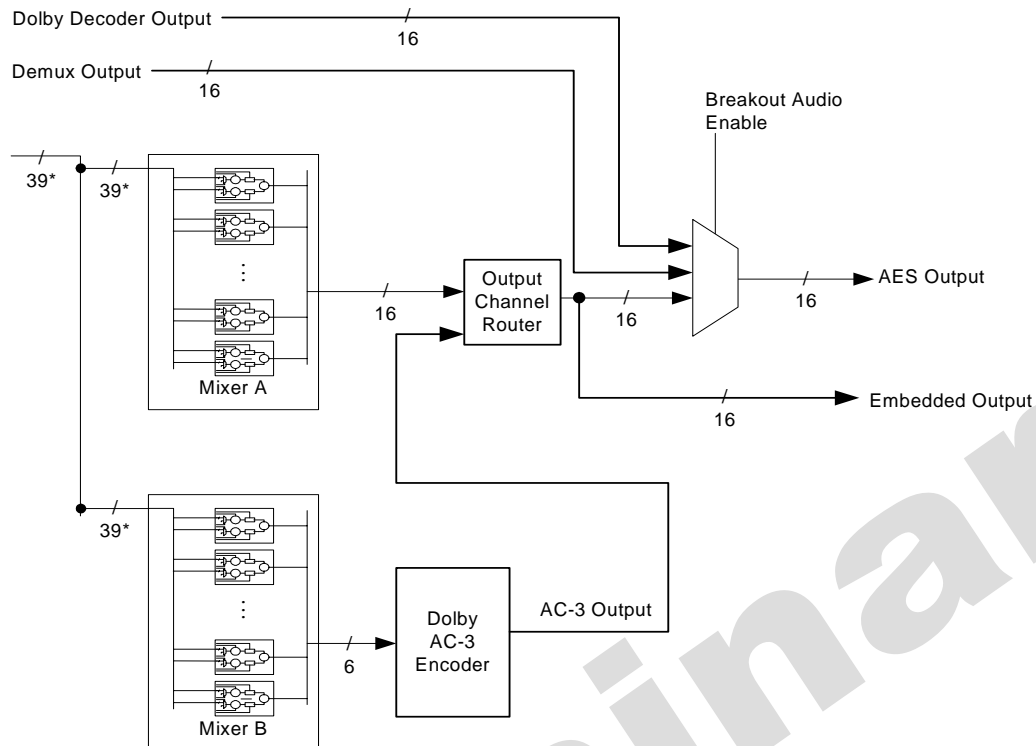 Dolby Decoder Output
16
Demux Output
16
Breakout Audio
Enable
39*
39*
Mixer A
16
Output
Channel
Router
16
16
AES Output
16
Embedded Output
39*
Mixer B
6
Dolby
AC-3
Encoder
AC-3 Output